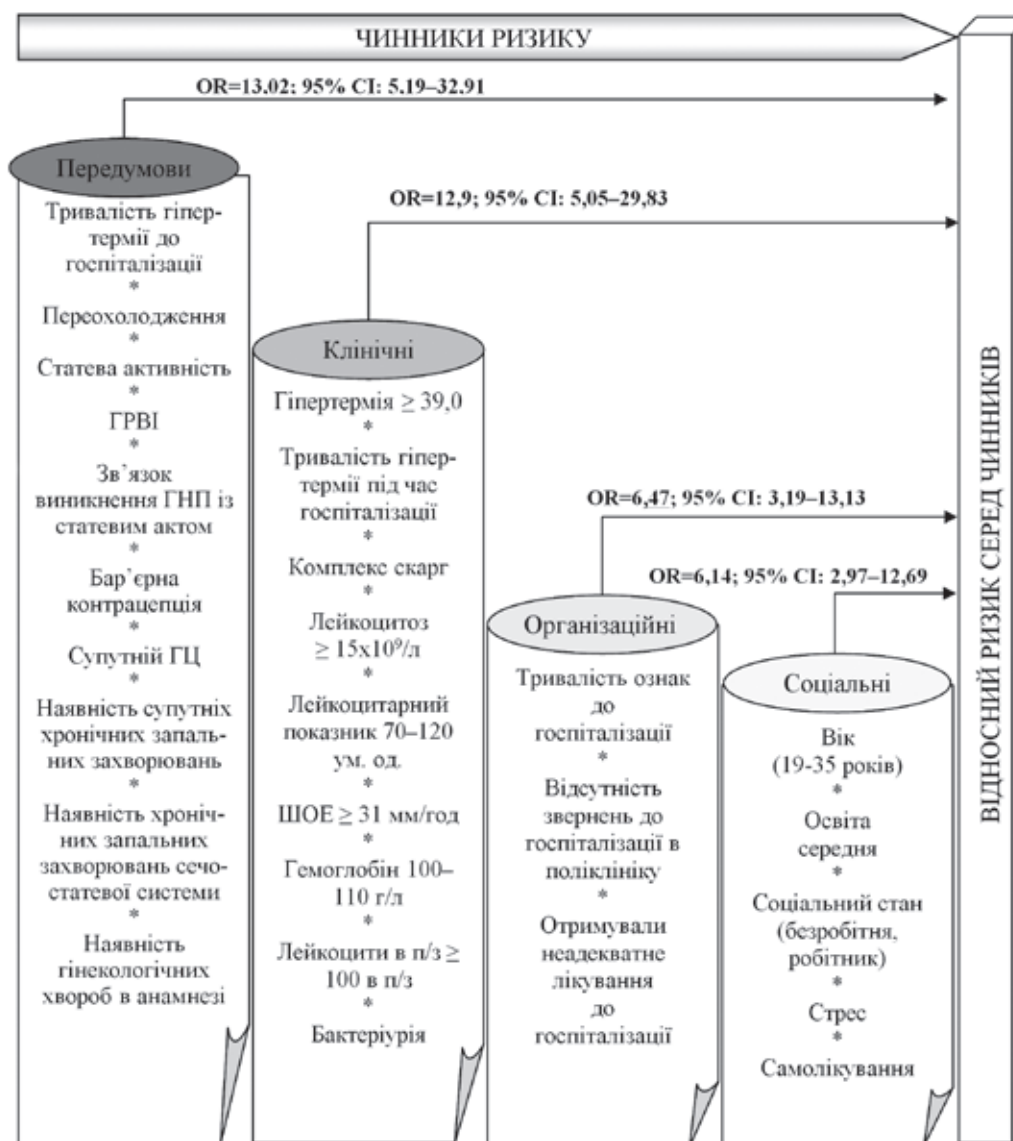 ЧИННИКИ РИЗИКУ
OR=13,02; 95% CI: 5,19–32,91
Передумови
Тривалість гіпер-
термії до
госпіталізації
*
Переохолодження
*
Статева активність
*
ГРВІ
*
Зв’язок
виникнення ГНП із
статевим актом
*
Бар’єрна
контрацепція
*
Супутній ГЦ
*
Наявність супутніх
хронічних запаль-
них захворювань
*
Наявність хроніч-
них запальних
захворювань сечо-
статевої системи
*
Наявність
гінекологічних
хвороб в анамнезі
OR=12,9; 95% CI: 5,05–29,83
Клінічні
Гіпертермія ≥ 39,0
*
Тривалість гіпер-
термії під час
госпіталізації
*
Комплекс скарг
*
Лейкоцитоз
≥ 15x10⁹/л
*
Лейкоцитарний
показник 70–120
ум. од.
*
ШОЕ ≥ 31 мм/год
*
Гемоглобін 100–
110 г/л
*
Лейкоцити в п/з ≥
100 в п/з
*
Бактеріурія
OR=6,47; 95% CI: 3,19–13,13
Організаційні
Тривалість ознак
до
госпіталізації
*
Відсутність
звернень до
госпіталізації в
поліклініку
*
Отримували
неадекватне
лікування
до
госпіталізації
OR=6,14; 95% CI: 2,97–12,69
Соціальні
Вік
(19-35 років)
*
Освіта
середня
*
Соціальний стан
(безробітня,
робітник)
*
Стрес
*
Самолікування
ВІДНОСНИЙ РИЗИК СЕРЕД ЧИННИКІВ